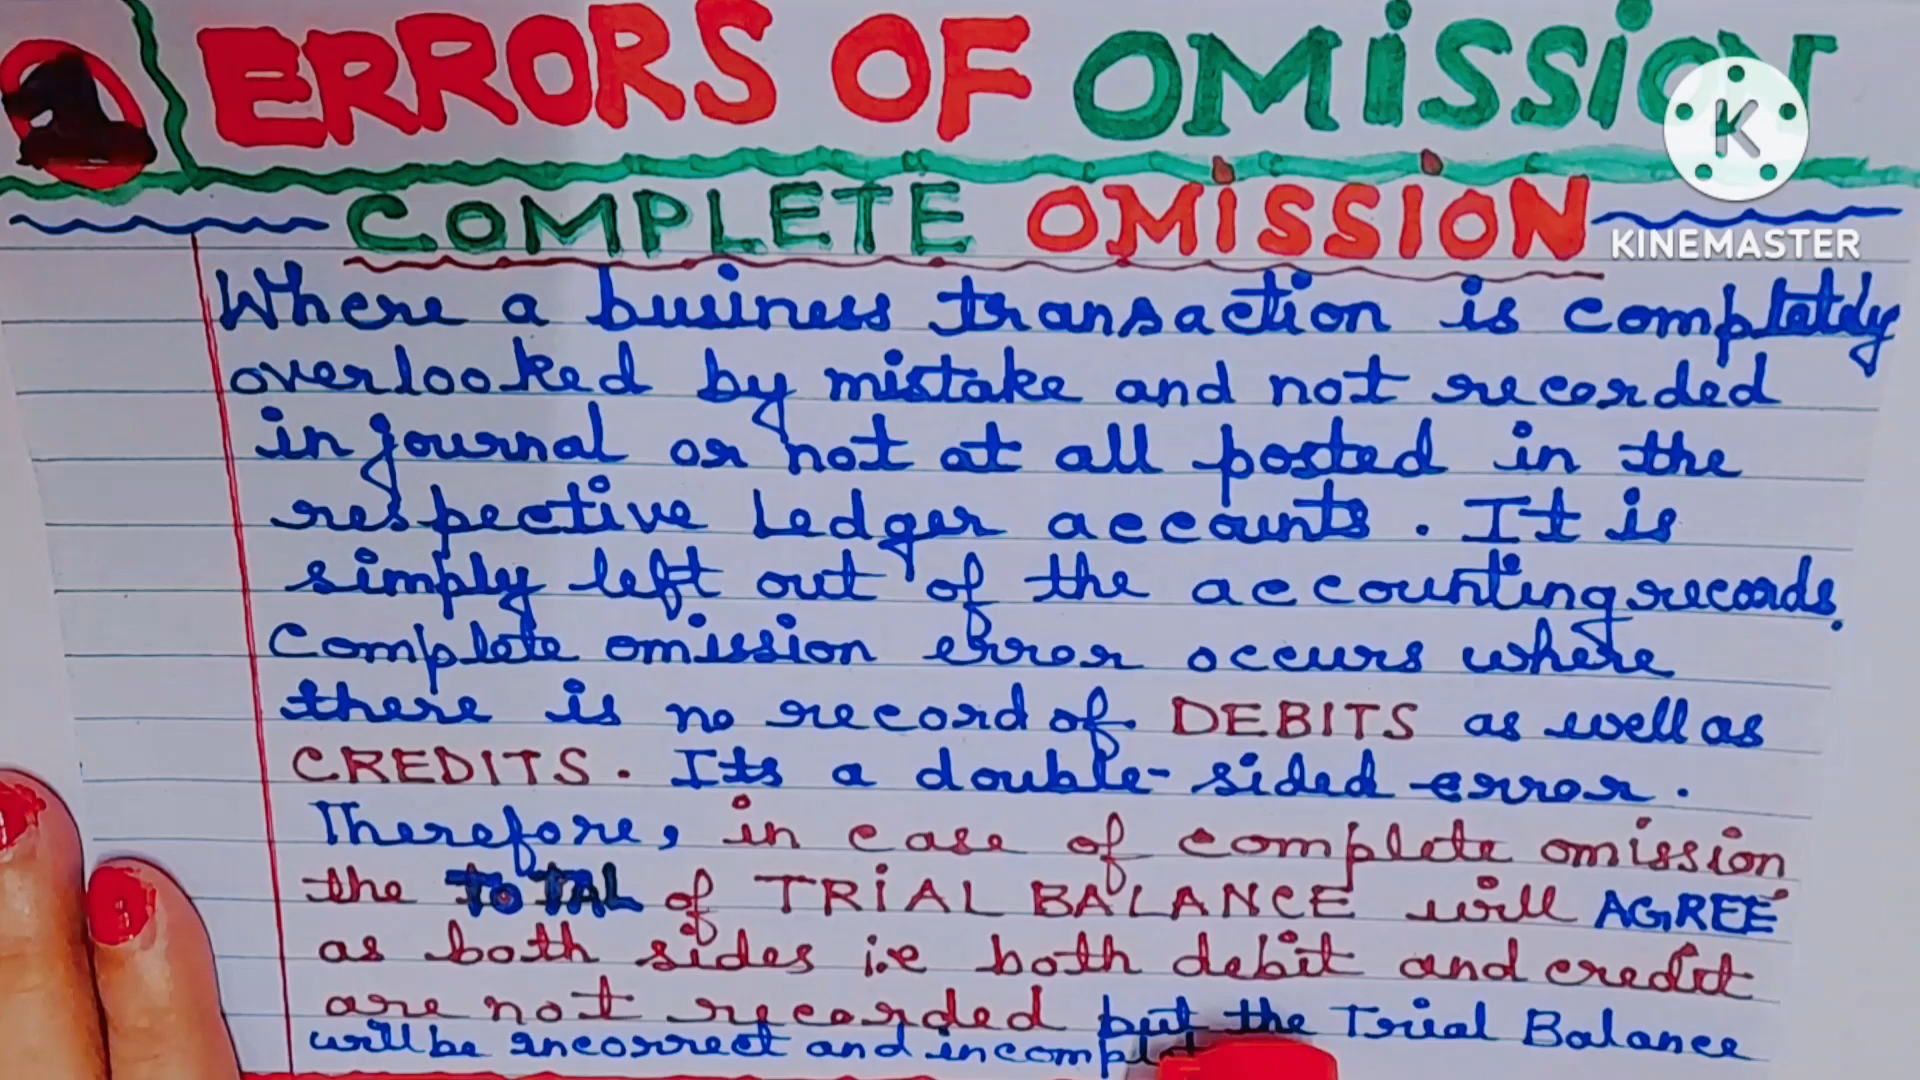 ERRORS OF OMISSION
K
COMPLETE OMISSION
KINEMASTER
Where a business transaction is completely
overlooked by mistake and not recorded
in journal or not at all posted in the
respective Ledger accounts. It is
simply left out of the accounting records.
Complete omission error occurs where
there is no record of DEBITS as well as
CREDITS. Its a double-sided error.
Therefore, in case of complete omission
the TOTAL of TRIAL BALANCE will AGREE
as both sides i.e both debit and credit
are not recorded but the Trial Balance
will be incorrect and